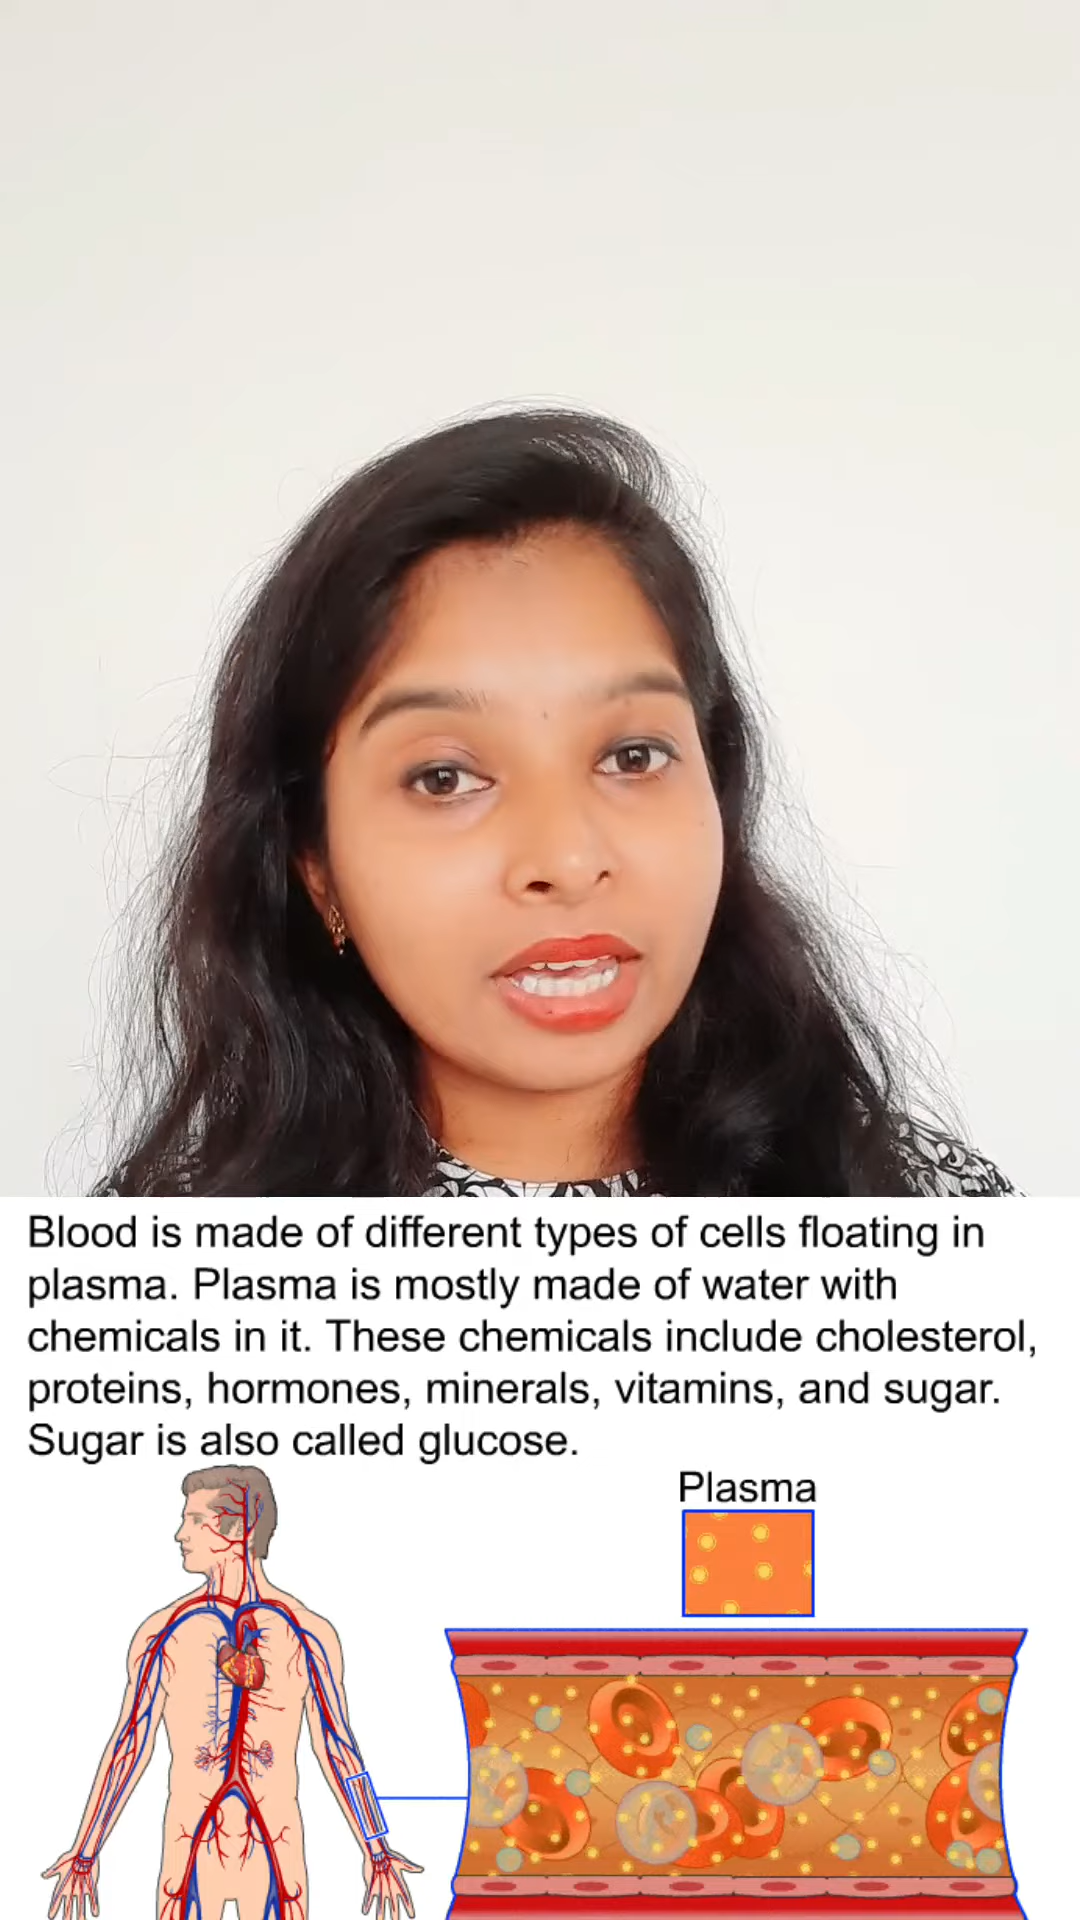 Blood is made of different types of cells floating in
plasma. Plasma is mostly made of water with
chemicals in it. These chemicals include cholesterol,
proteins, hormones, minerals, vitamins, and sugar.
Sugar is also called glucose.
Plasma